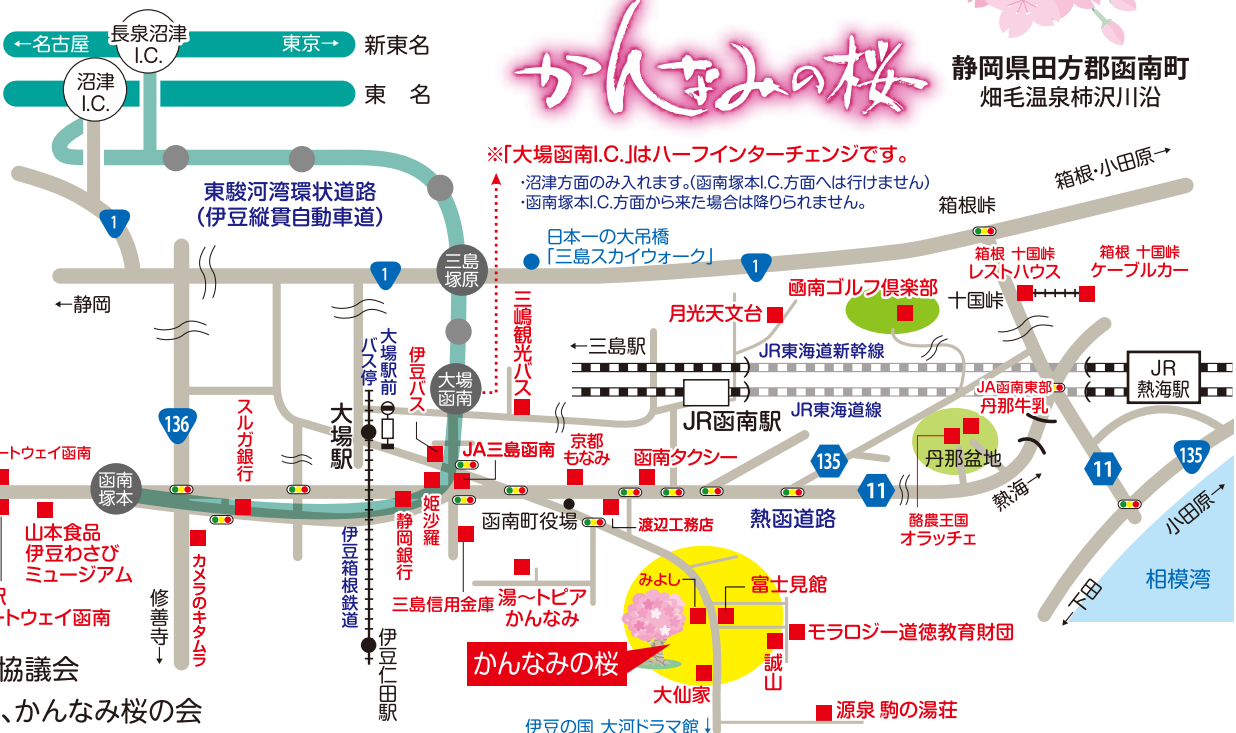 ←名古屋
長泉沼津
I.C.
東京→
新東名
沼津
I.C.
東 名
かんなみの桜
静岡県田方郡函南町
畑毛温泉柿沢川沿
※「大場函南I.C.」はハーフインターチェンジです。
・沼津方面のみ入れます。(函南塚本I.C.方面へは行けません)
・函南塚本I.C.方面から来た場合は降りられません。
東駿河湾環状道路
(伊豆縦貫自動車道)
箱根・小田原→
箱根峠
1
日本一の大吊橋
「三島スカイウォーク」
三島
塚原
1
1
←静岡
箱根 十国峠
レストハウス
箱根 十国峠
ケーブルカー
十国峠
函南ゴルフ倶楽部
月光天文台
三嶋観光バス
大場駅前
バス停
伊豆バス
大場
函南
←三島駅
JR東海道新幹線
JR函南駅
JR東海道線
JR
熱海駅
JA函南東部
丹那牛乳
丹那盆地
136
スルガ銀行
大場駅
JA三島函南
京都
もなみ
函南タクシー
135
11
11
135
ートウェイ函南
函南
塚本
熱海→
小田原→
山本食品
伊豆わさび
ミュージアム
姫沙羅
静岡銀行
函南町役場
渡辺工務店
熱函道路
酪農王国
オラッチェ
相模湾
カメラのキタムラ
伊豆箱根鉄道
駅
ートウェイ函南
修善寺→
三島信用金庫
湯〜トピア
かんなみ
みよし
富士見館
←下田
モラロジー道徳教育財団
かんなみの桜
誠山
大仙家
伊豆仁田駅
協議会
、かんなみ桜の会
源泉 駒の湯荘
伊豆の国 大河ドラマ館↓